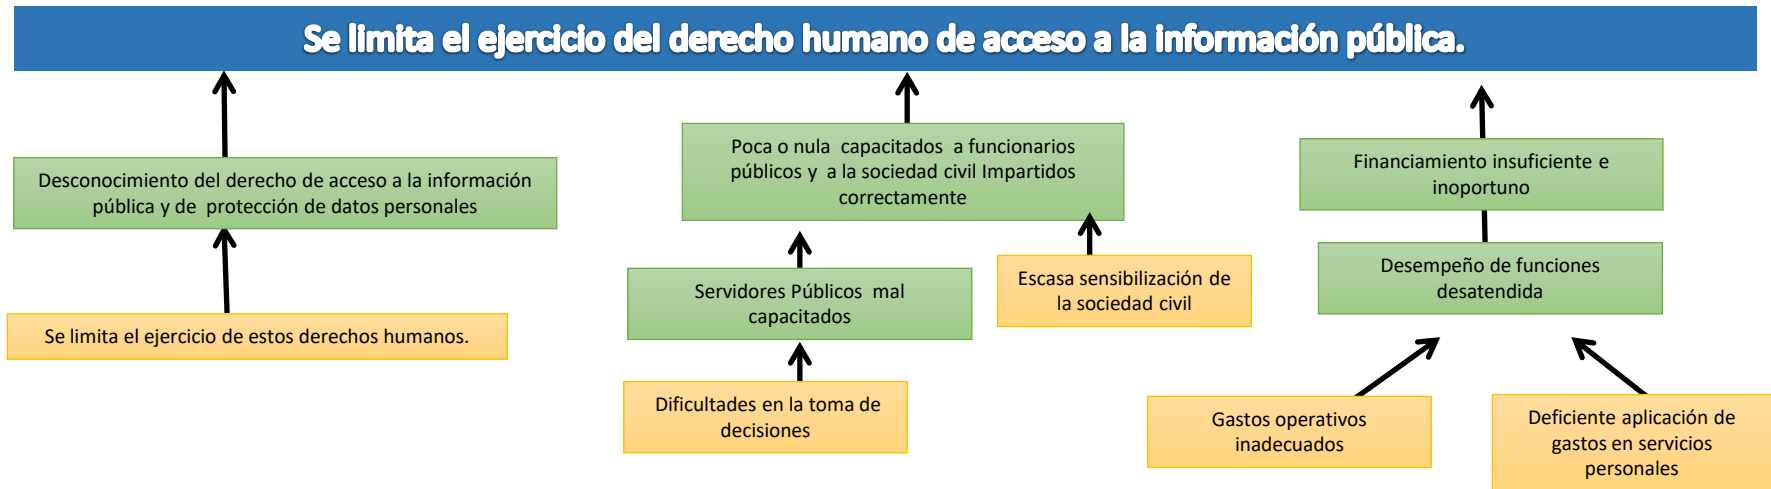 Se limita el ejercicio del derecho humano de acceso a la información pública.
Desconocimiento del derecho de acceso a la información
pública y de protección de datos personales
Se limita el ejercicio de estos derechos humanos.
Poca o nula capacitados a funcionarios
públicos y a la sociedad civil Impartidos
correctamente
Servidores Públicos mal
capacitados
Escasa sensibilización de
la sociedad civil
Dificultades en la toma de
decisiones
Financiamiento insuficiente e
inoportuno
Desempeño de funciones
desatendida
Gastos operativos
inadecuados
Deficiente aplicación de
gastos en servicios
personales